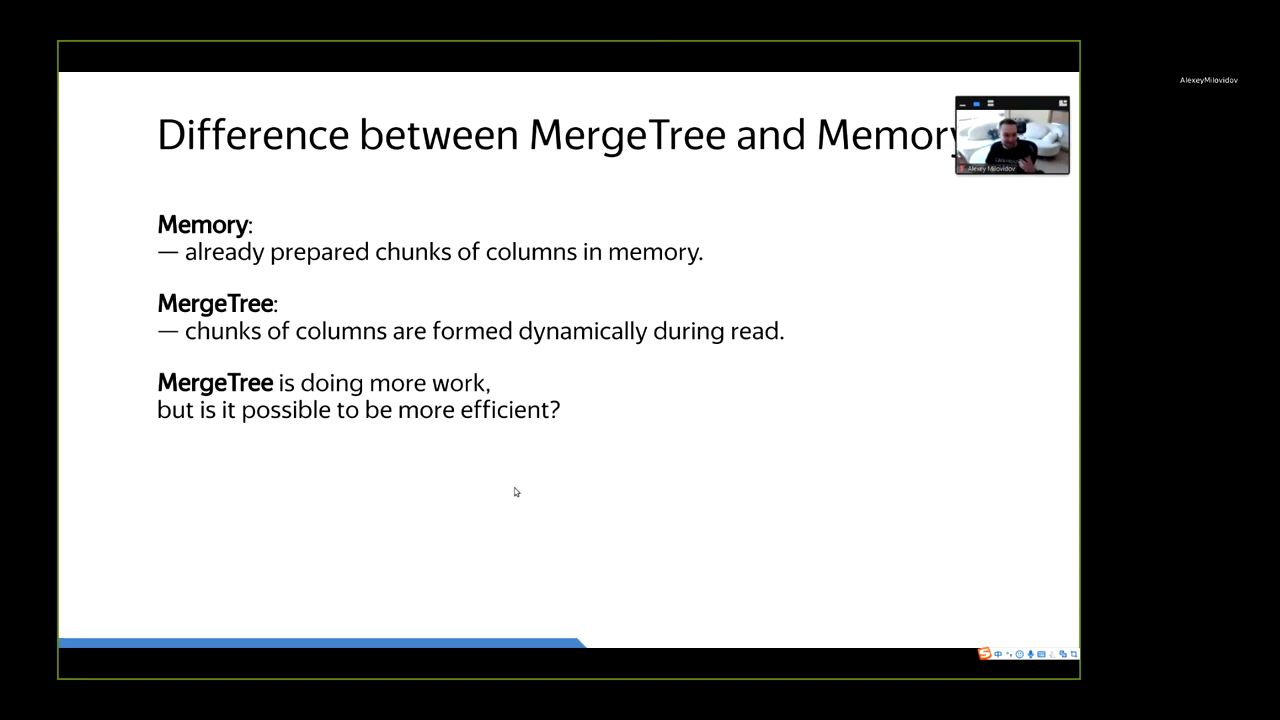 AlexeyMilovidov
Difference between MergeTree and Memory
Alexey Milovidov
Memory:
— already prepared chunks of columns in memory.
MergeTree:
— chunks of columns are formed dynamically during read.
MergeTree is doing more work,
but is it possible to be more efficient?
S中